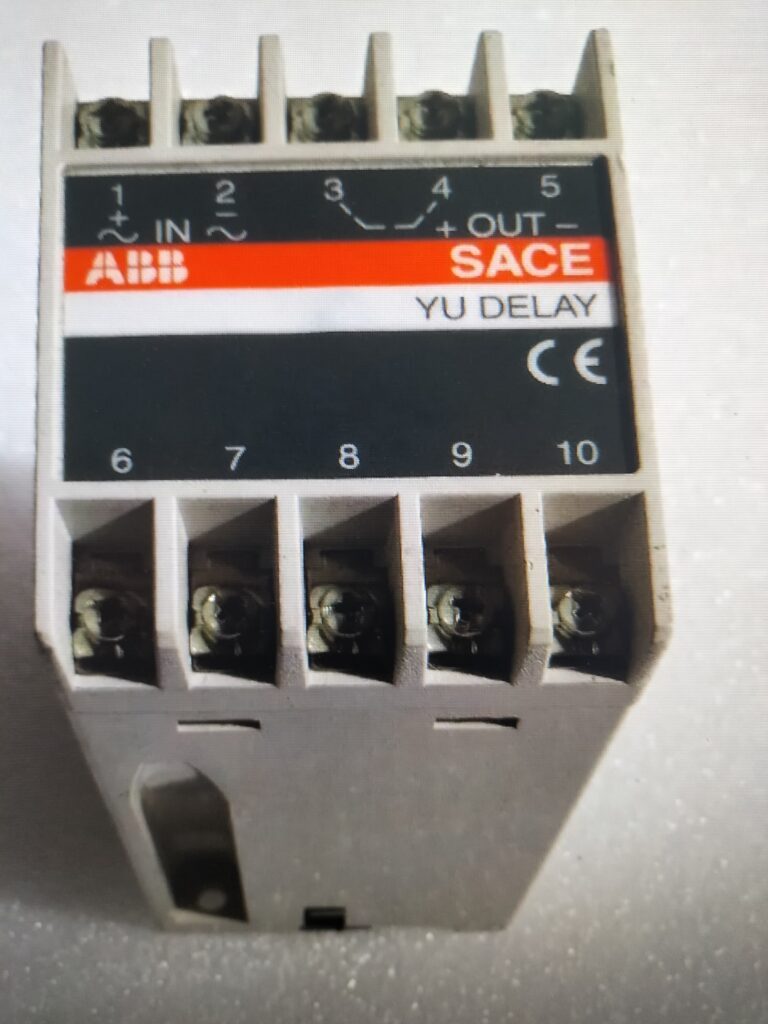 1 2 3 4 5
+ − + OUT −
~ IN ~
ABB SACE
YU DELAY
CE
6 7 8 9 10